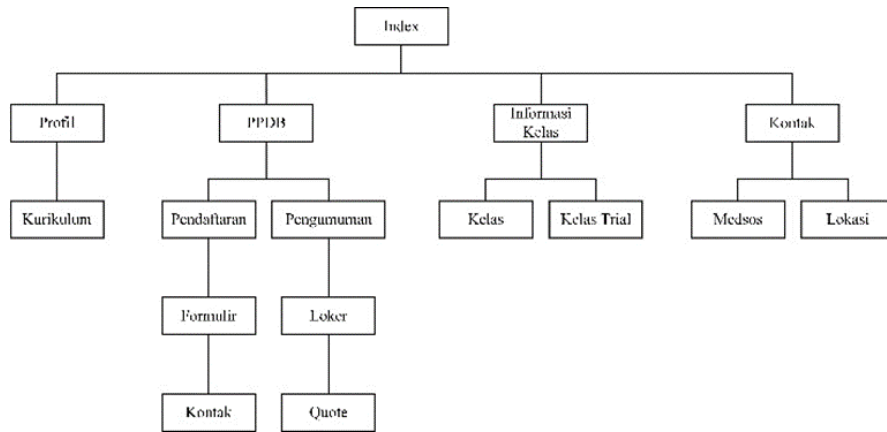 Index
Profil
PPDB
Informasi
Kelas
Kontak
Kurikulum
Pendaftaran
Pengumuman
Kelas
Kelas Trial
Medsos
Lokasi
Formulir
Loker
Kontak
Quote